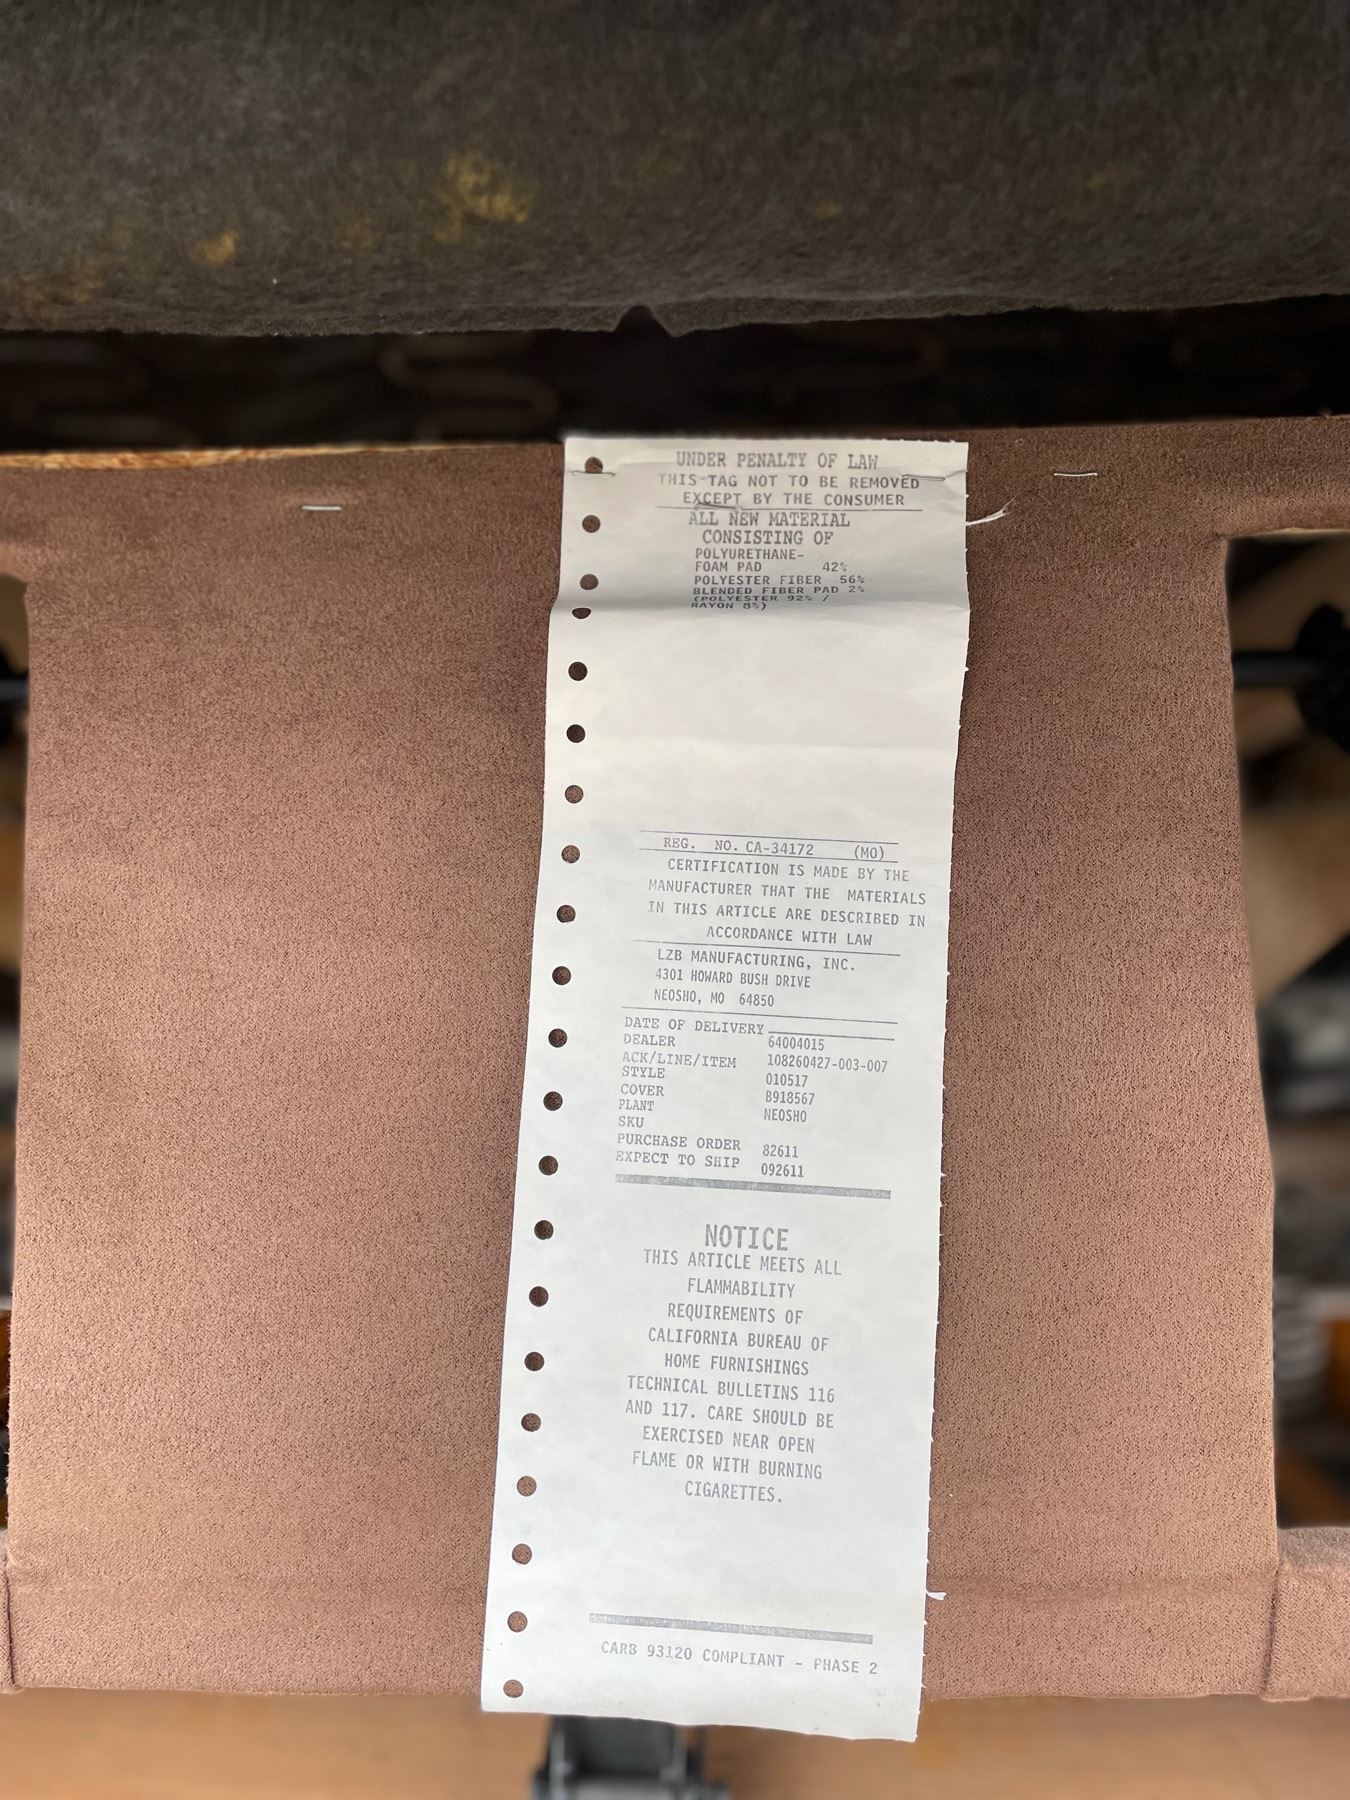 UNDER PENALTY OF LAW
THIS TAG NOT TO BE REMOVED
EXCEPT BY THE CONSUMER
ALL NEW MATERIAL
CONSISTING OF
POLYURETHANE-
FOAM PAD 42%
POLYESTER FIBER 56%
BLENDED FIBER PAD 2%
(POLYESTER 92% /
RAYON 8%)
REG. NO. CA-34172 (MO)
CERTIFICATION IS MADE BY THE
MANUFACTURER THAT THE MATERIALS
IN THIS ARTICLE ARE DESCRIBED IN
ACCORDANCE WITH LAW
LZB MANUFACTURING, INC.
4301 HOWARD BUSH DRIVE
NEOSHO, MO 64850
DATE OF DELIVERY
DEALER 64004015
ACK/LINE/ITEM 108260427-003-007
STYLE 010517
COVER B918567
PLANT NEOSHO
SKU
PURCHASE ORDER 82611
EXPECT TO SHIP 092611
NOTICE
THIS ARTICLE MEETS ALL
FLAMMABILITY
REQUIREMENTS OF
CALIFORNIA BUREAU OF
HOME FURNISHINGS
TECHNICAL BULLETINS 116
AND 117. CARE SHOULD BE
EXERCISED NEAR OPEN
FLAME OR WITH BURNING
CIGARETTES.
CARB 93120 COMPLIANT - PHASE 2